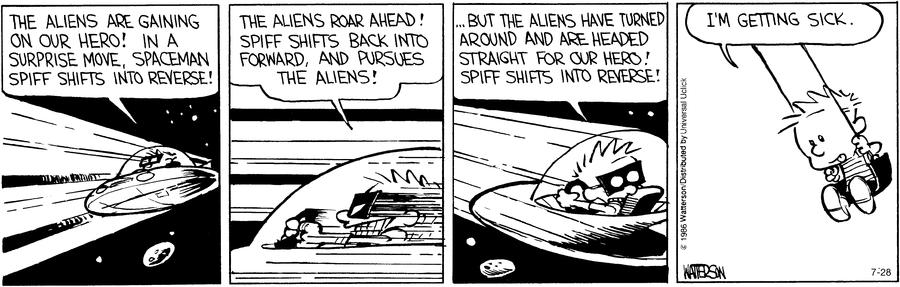 THE ALIENS ARE GAINING
ON OUR HERO! IN A
SURPRISE MOVE, SPACEMAN
SPIFF SHIFTS INTO REVERSE!
THE ALIENS ROAR AHEAD!
SPIFF SHIFTS BACK INTO
FORWARD, AND PURSUES
THE ALIENS!
...BUT THE ALIENS HAVE TURNED
AROUND AND ARE HEADED
STRAIGHT FOR OUR HERO!
SPIFF SHIFTS INTO REVERSE!
I'M GETTING SICK.
© 1986 Watterson/Distributed by Universal Uclick
WATTERSON
7-28